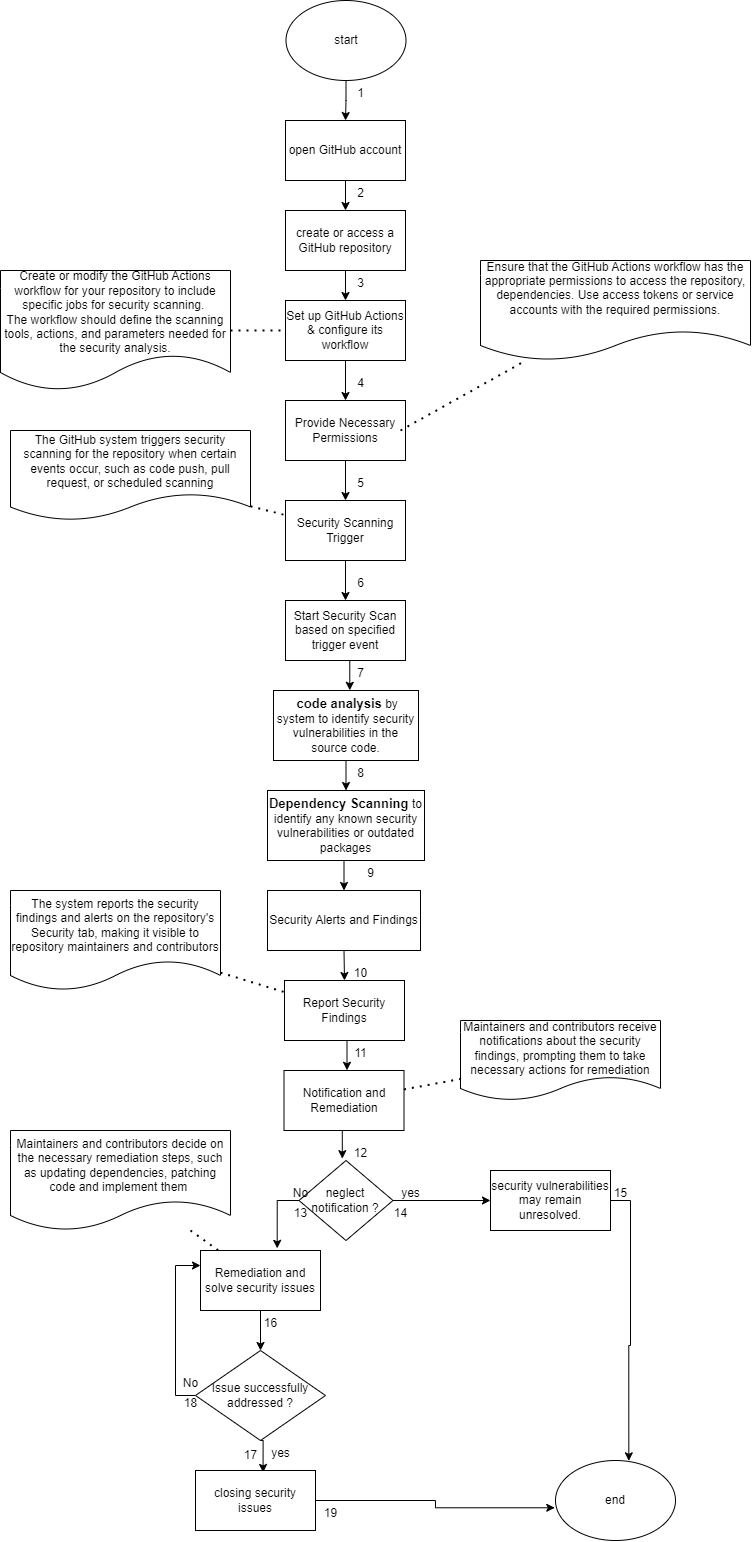 start
1
open GitHub account
2
create or access a
GitHub repository
3
Create or modify the GitHub Actions
workflow for your repository to include
specific jobs for security scanning.
The workflow should define the scanning
tools, actions, and parameters needed for
the security analysis.
Set up GitHub Actions
& configure its
workflow
Ensure that the GitHub Actions workflow has the
appropriate permissions to access the repository,
dependencies. Use access tokens or service
accounts with the required permissions.
4
Provide Necessary
Permissions
5
The GitHub system triggers security
scanning for the repository when certain
events occur, such as code push, pull
request, or scheduled scanning
Security Scanning
Trigger
6
Start Security Scan
based on specified
trigger event
7
code analysis by
system to identify security
vulnerabilities in the
source code.
8
Dependency Scanning to
identify any known security
vulnerabilities or outdated
packages
9
Security Alerts and Findings
The system reports the security
findings and alerts on the repository's
Security tab, making it visible to
repository maintainers and contributors
10
Report Security
Findings
11
Maintainers and contributors receive
notifications about the security
findings, prompting them to take
necessary actions for remediation
Notification and
Remediation
12
Maintainers and contributors decide on
the necessary remediation steps, such
as updating dependencies, patching
code and implement them
neglect
notification ?
No
13
yes
14
security vulnerabilities
may remain
unresolved.
15
Remediation and
solve security issues
16
Issue successfully
addressed ?
No
18
17
yes
closing security
issues
19
end